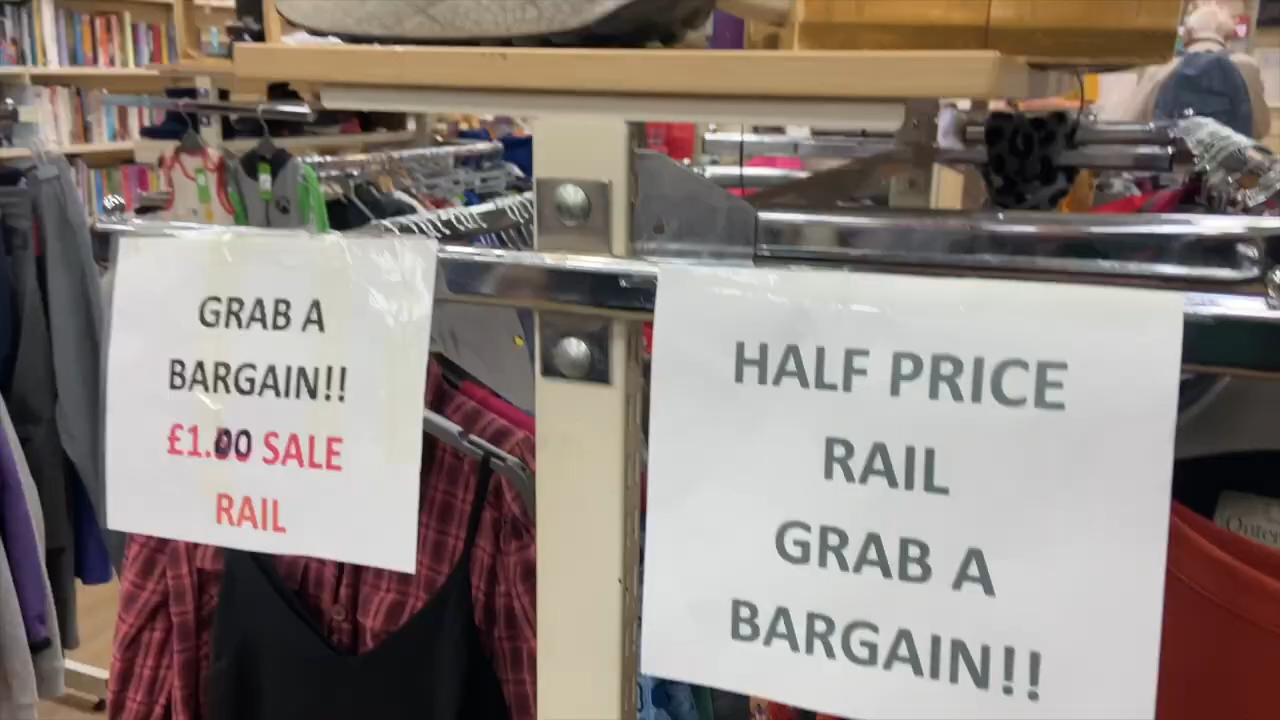 GRAB A
BARGAIN!!
£1.00 SALE
RAIL
HALF PRICE
RAIL
GRAB A
BARGAIN!!